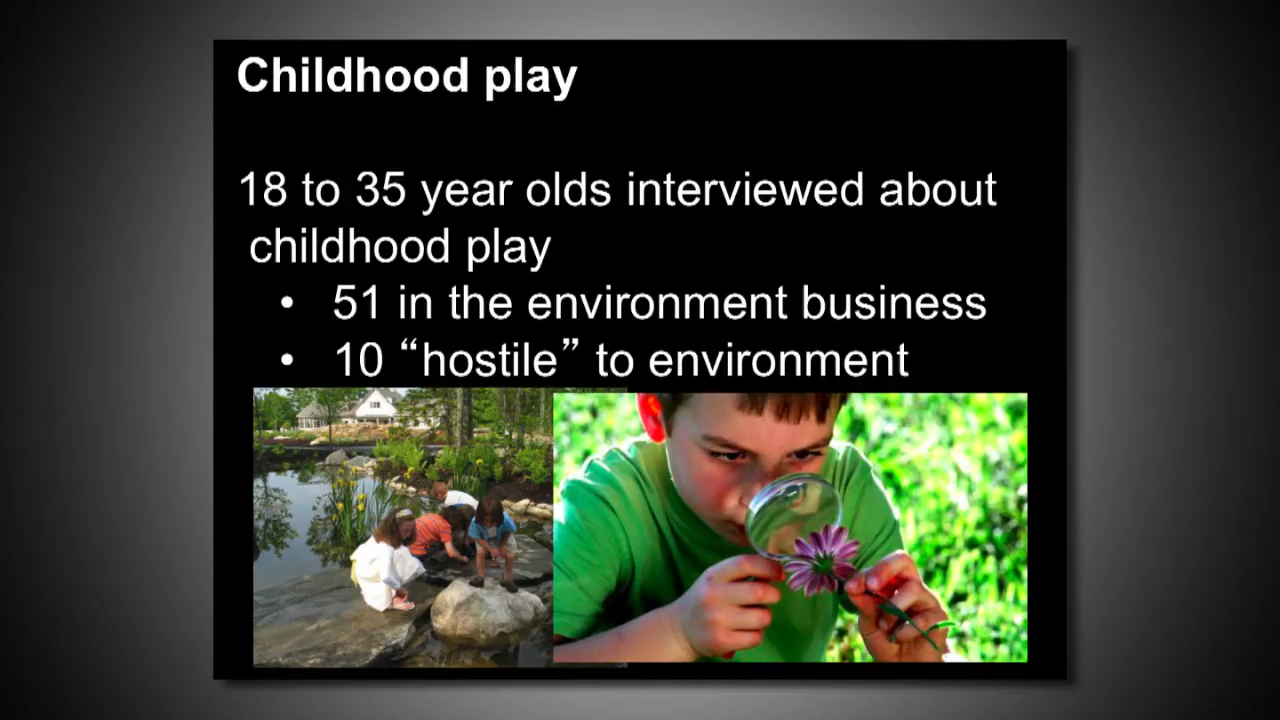 Childhood play
18 to 35 year olds interviewed about
childhood play
• 51 in the environment business
• 10 “hostile” to environment